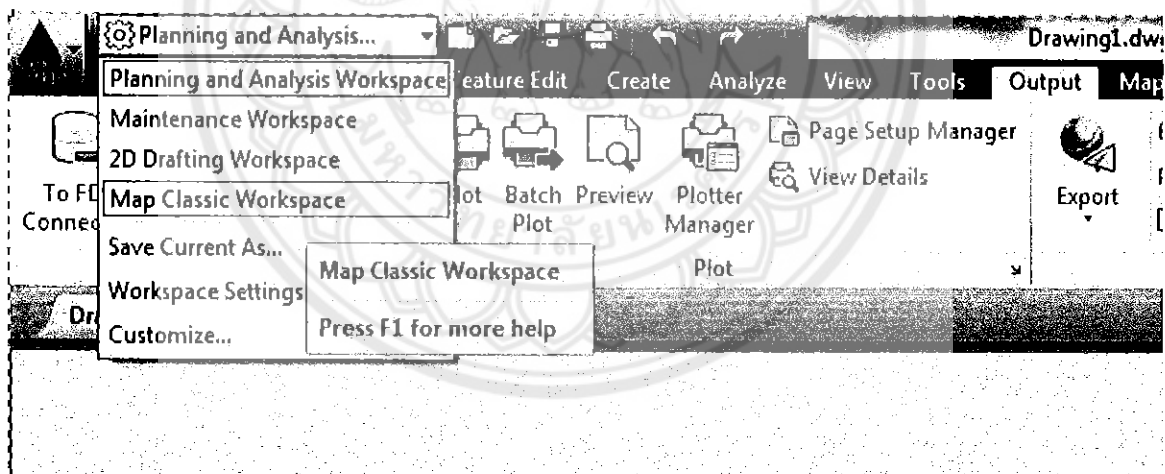 Planning and Analysis...
Drawing1.dw
Planning and Analysis Workspace
eature Edit Create Analyze View Tools Output Map
Maintenance Workspace
2D Drafting Workspace
Map Classic Workspace
Save Current As...
Workspace Settings
Customize...
Map Classic Workspace
Press F1 for more help
To FD
Connec
lot
Batch
Plot
Preview
Plotter
Manager
Page Setup Manager
View Details
Plot
Export
Dr